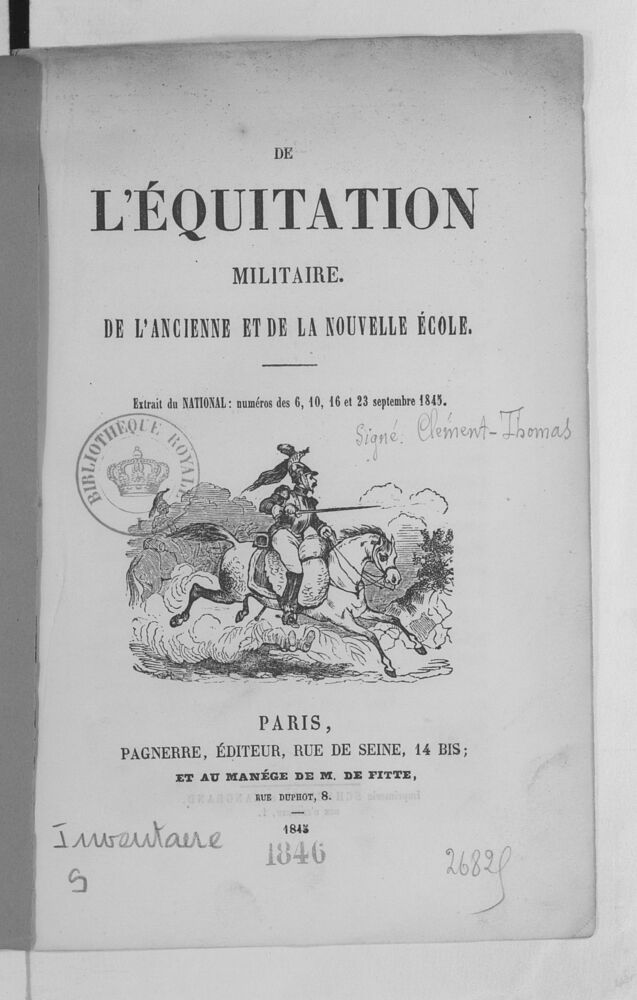 DE
L'ÉQUITATION
MILITAIRE.
DE L'ANCIENNE ET DE LA NOUVELLE ÉCOLE.
Extrait du NATIONAL : numéros des 6, 10, 16 et 23 septembre 1845.
Signé. Clément-Thomas
BIBLIOTHEQUE ROYALE
PARIS,
PAGNERRE, ÉDITEUR, RUE DE SEINE, 14 BIS;
ET AU MANÉGE DE M. DE FITTE,
RUE DUPHOT, 8.
1845
1846
Inventaire
S
26825